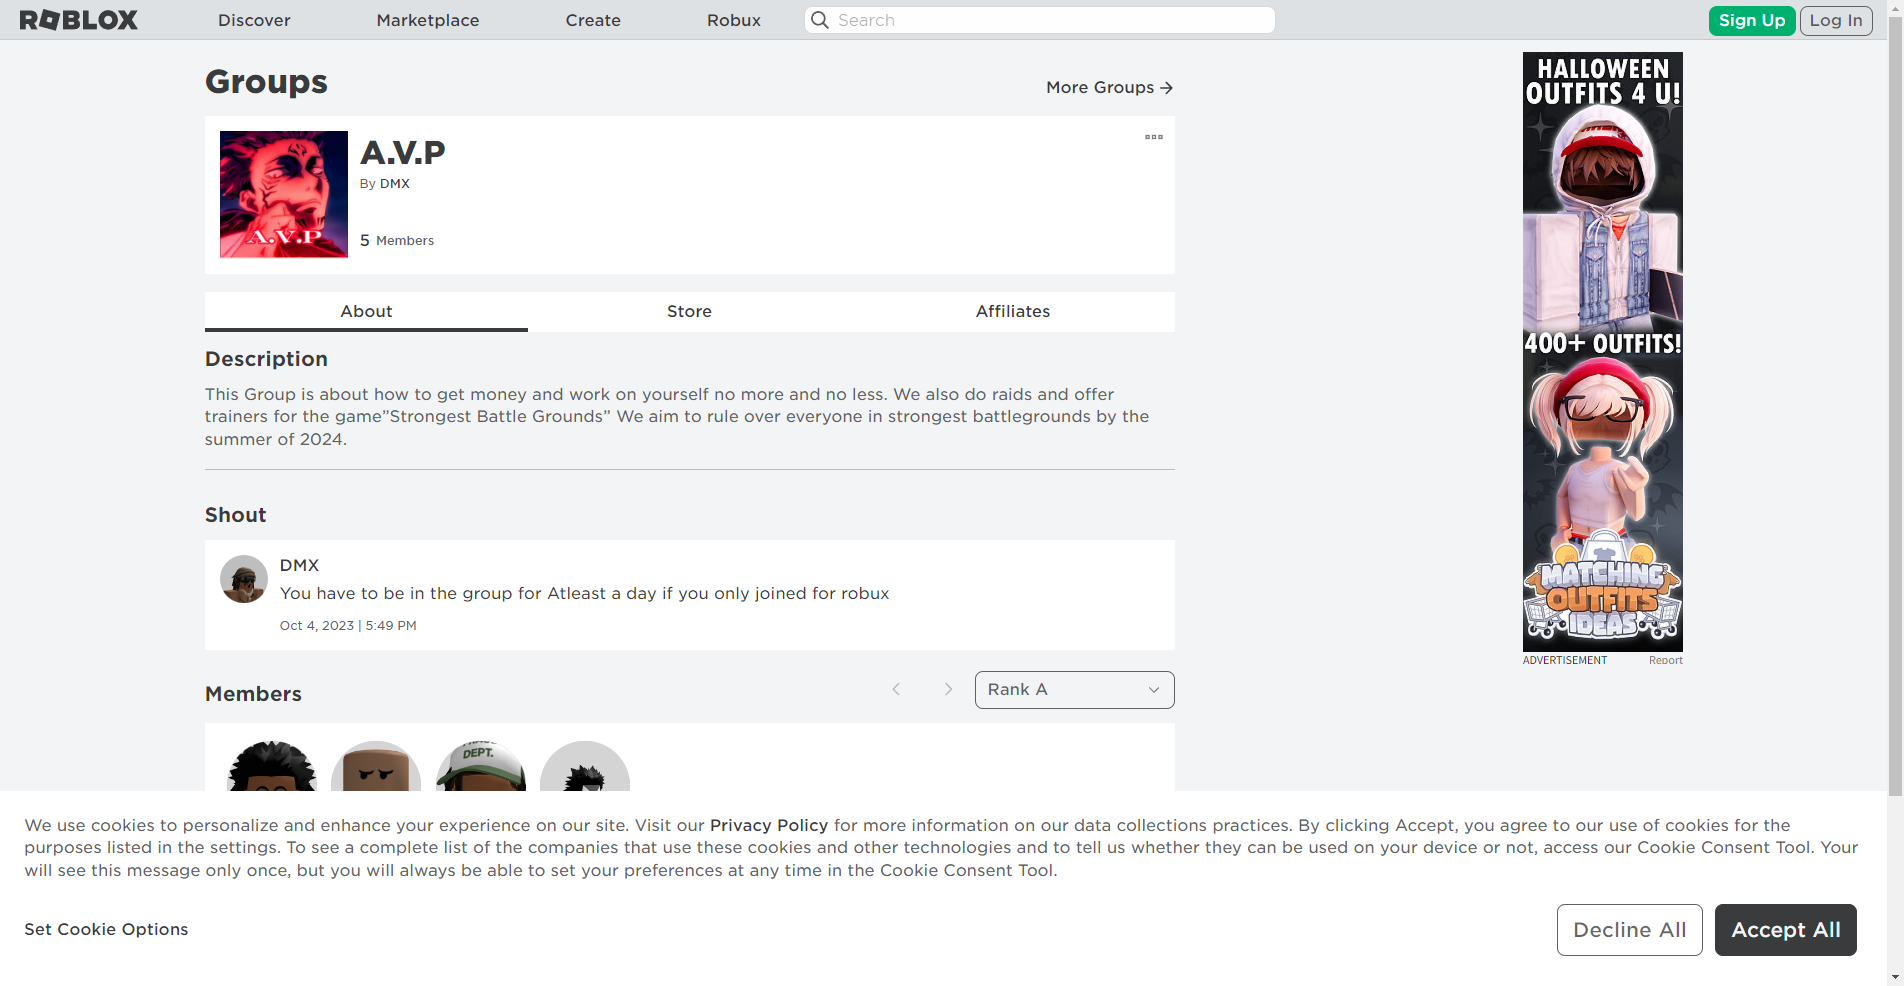 ROBLOX
Discover
Marketplace
Create
Robux
Search
Sign Up
Log In
Groups
More Groups
A.V.P
By DMX
5 Members
A.V.P
About
Store
Affiliates
Description
This Group is about how to get money and work on yourself no more and no less. We also do raids and offer
trainers for the game”Strongest Battle Grounds” We aim to rule over everyone in strongest battlegrounds by the
summer of 2024.
Shout
DMX
You have to be in the group for Atleast a day if you only joined for robux
Oct 4, 2023 | 5:49 PM
Members
Rank A
DEPT.
HALLOWEEN
OUTFITS 4 U!
400+ OUTFITS!
MATCHING
OUTFITS
IDEAS
ADVERTISEMENT
Report
We use cookies to personalize and enhance your experience on our site. Visit our Privacy Policy for more information on our data collections practices. By clicking Accept, you agree to our use of cookies for the
purposes listed in the settings. To see a complete list of the companies that use these cookies and other technologies and to tell us whether they can be used on your device or not, access our Cookie Consent Tool. Your
will see this message only once, but you will always be able to set your preferences at any time in the Cookie Consent Tool.
Set Cookie Options
Decline All
Accept All